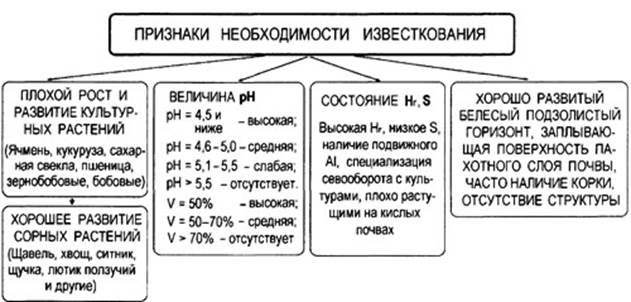 ПРИЗНАКИ НЕОБХОДИМОСТИ ИЗВЕСТКОВАНИЯ
ПЛОХОЙ РОСТ И
РАЗВИТИЕ КУЛЬТУР-
НЫХ РАСТЕНИЙ
(Ячмень, кукуруза, сахар-
ная свекла, пшеница,
зернобобовые, бобовые)
ХОРОШЕЕ РАЗВИТИЕ
СОРНЫХ РАСТЕНИЙ
(Щавель, хвощ, ситник,
щучка, лютик ползучий
и другие)
ВЕЛИЧИНА pH
pH = 4,5 и
ниже – высокая;
pH = 4,6–5,0 – средняя;
pH = 5,1–5,5 – слабая;
pH > 5,5 – отсутствует.
V = 50% – высокая;
V = 50–70% – средняя;
V > 70% – отсутствует
СОСТОЯНИЕ Hг, S
Высокая Hг, низкое S,
наличие подвижного
Al, специализация
севооборота с куль-
турами, плохо расту-
щими на кислых
почвах
ХОРОШО РАЗВИТЫЙ
БЕЛЕСЫЙ ПОДЗОЛИСТЫЙ
ГОРИЗОНТ, ЗАПЛЫВАЮ-
ЩАЯ ПОВЕРХНОСТЬ ПА-
ХОТНОГО СЛОЯ ПОЧВЫ,
ЧАСТО НАЛИЧИЕ КОРКИ,
ОТСУТСТВИЕ СТРУКТУРЫ